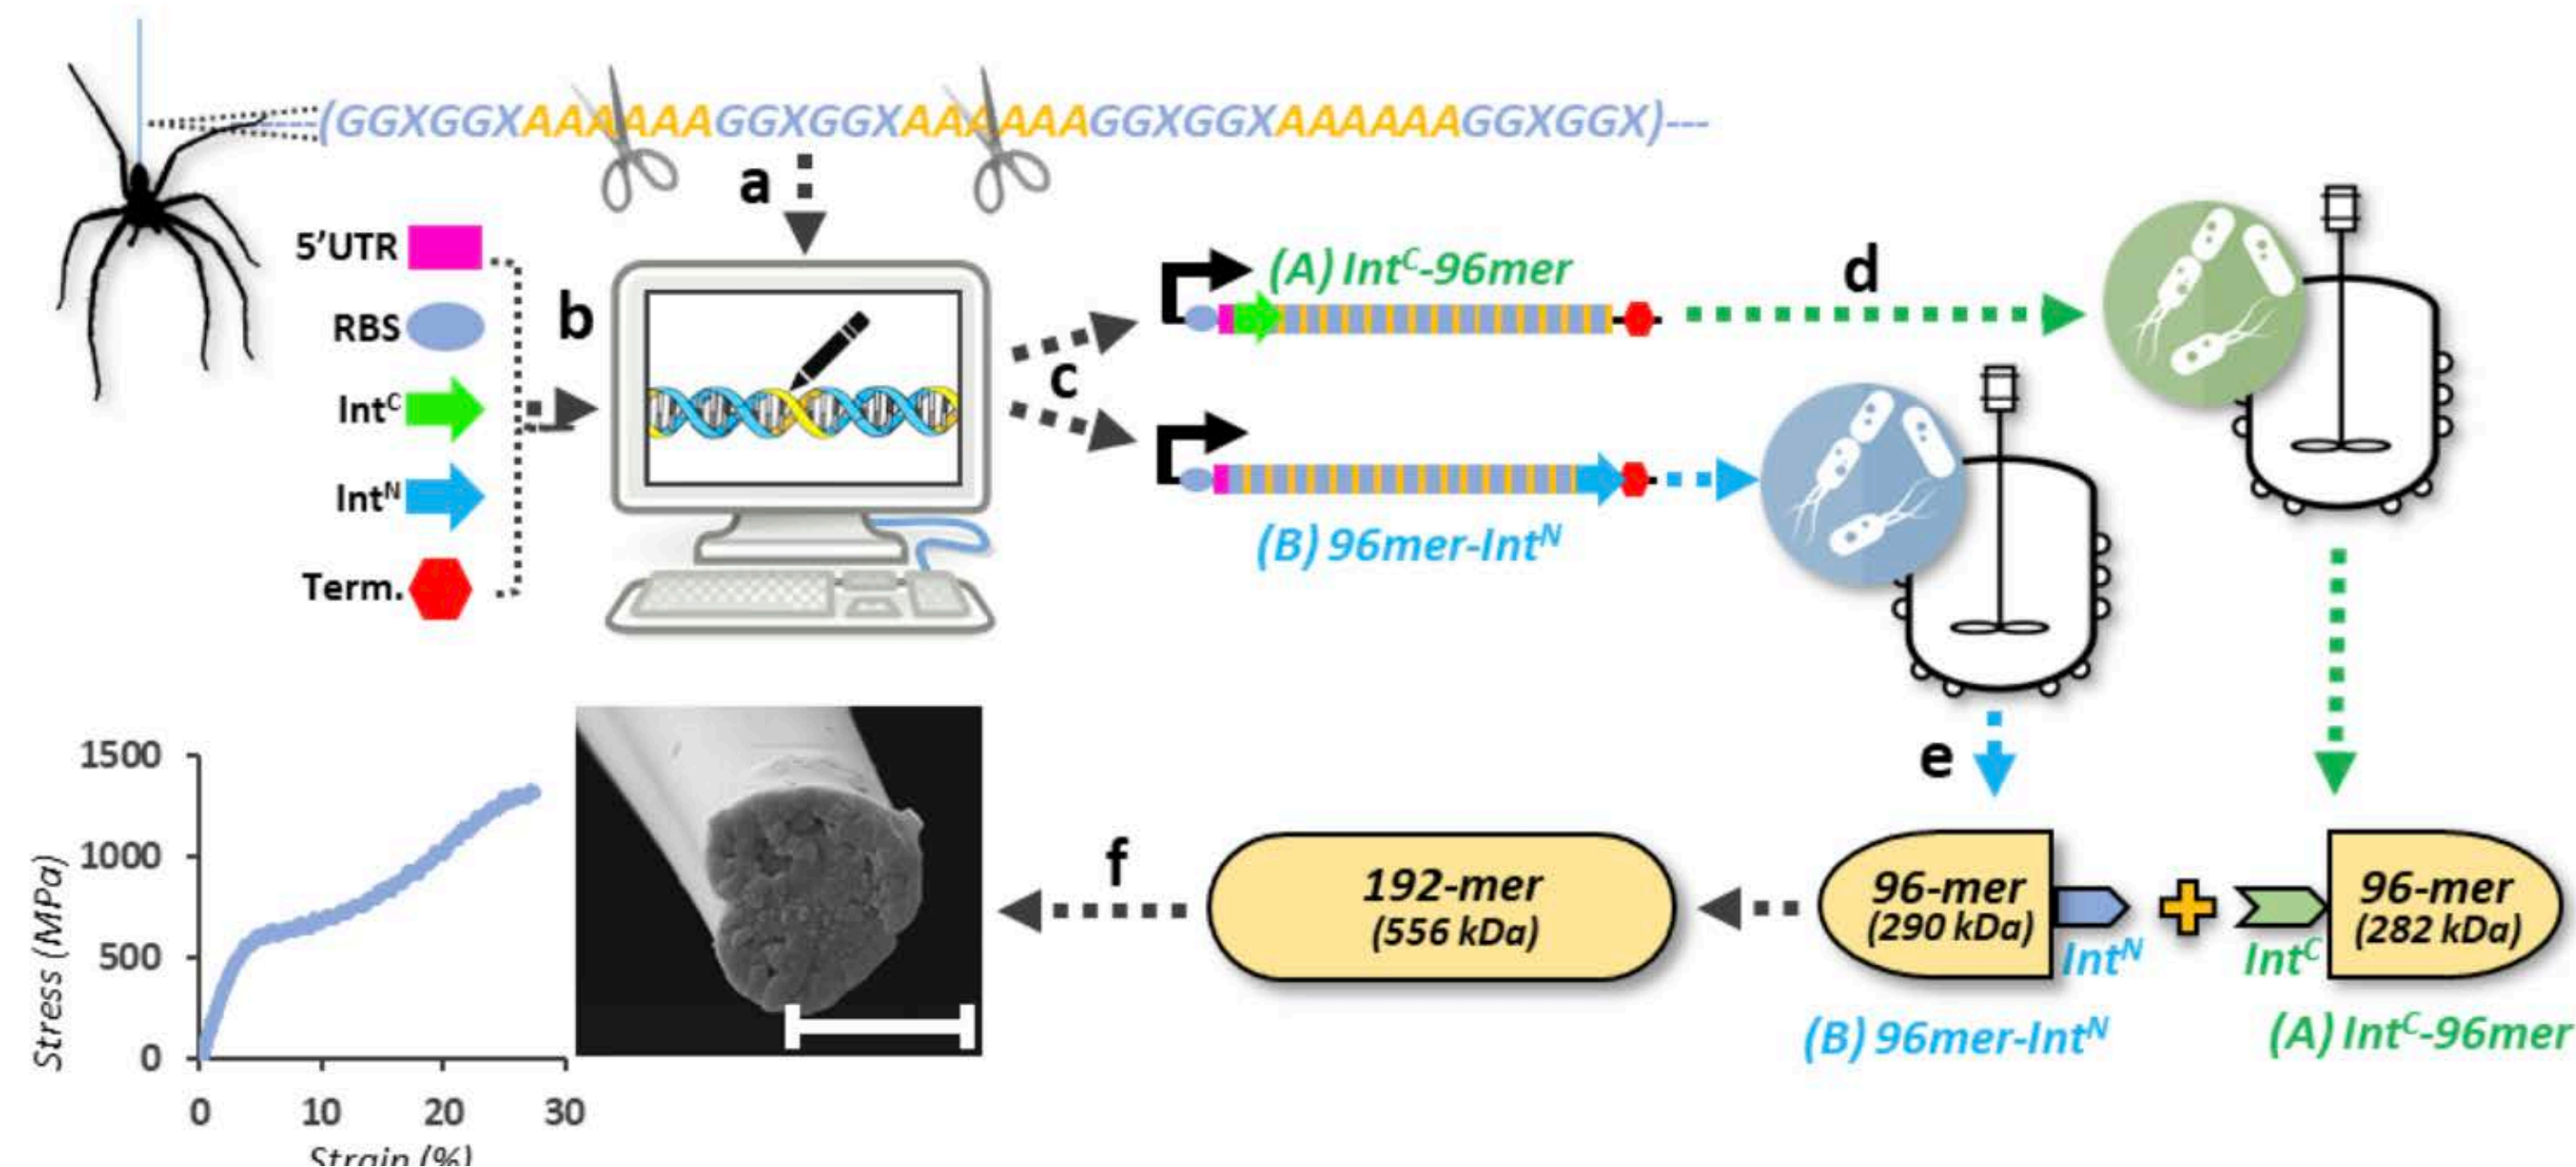 ---(GGXGGXAAAAAAGGXGGXAAAAAAGGXGGXAAAAAAGGXGGX)---
a
5'UTR
RBS
IntC
IntN
Term.
b
c
(A) IntC-96mer
d
(B) 96mer-IntN
e
96-mer
(290 kDa)
IntN
(B) 96mer-IntN
IntC
96-mer
(282 kDa)
(A) IntC-96mer
192-mer
(556 kDa)
f
Stress (MPa)
1500
1000
500
0
0 10 20 30
Strain (%)